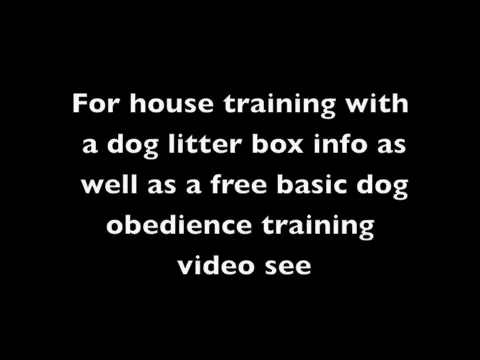 For house training with
a dog litter box info as
well as a free basic dog
obedience training
video see